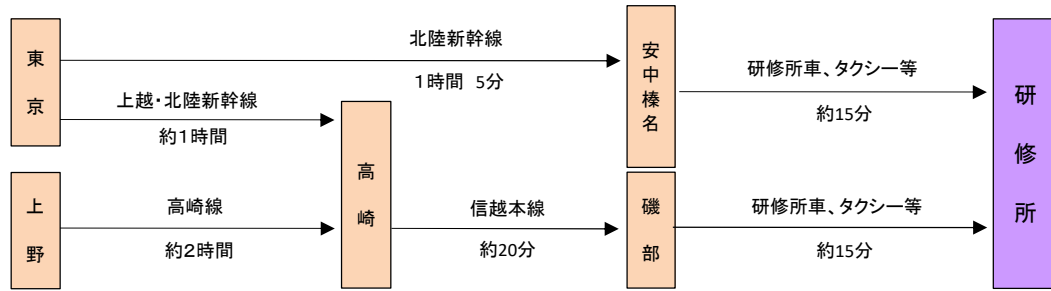 東京
北陸新幹線
1時間 5分
安中榛名
研修所車、タクシー等
約15分
研修所
上越・北陸新幹線
約1時間
高崎
上野
高崎線
約2時間
信越本線
約20分
磯部
研修所車、タクシー等
約15分